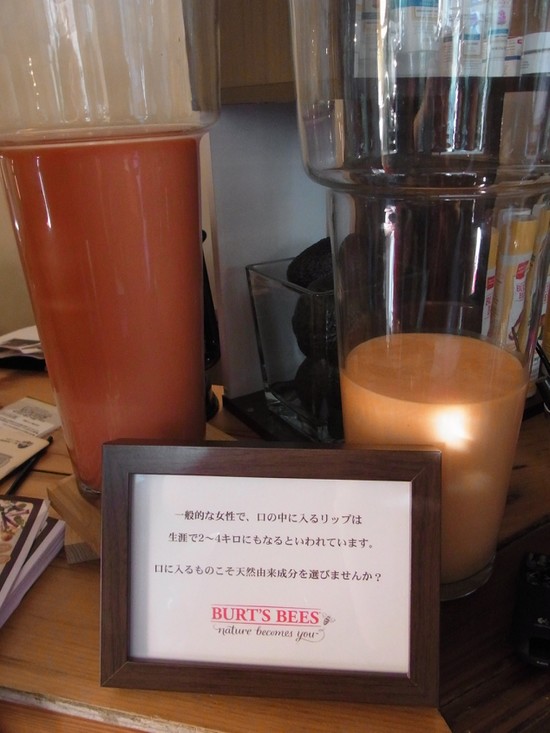 一般的な女性で、口の中に入るリップは
生涯で2〜4キロにもなるといわれています。
口に入るものこそ天然由来成分を選びませんか？
BURT'S BEES
nature becomes you